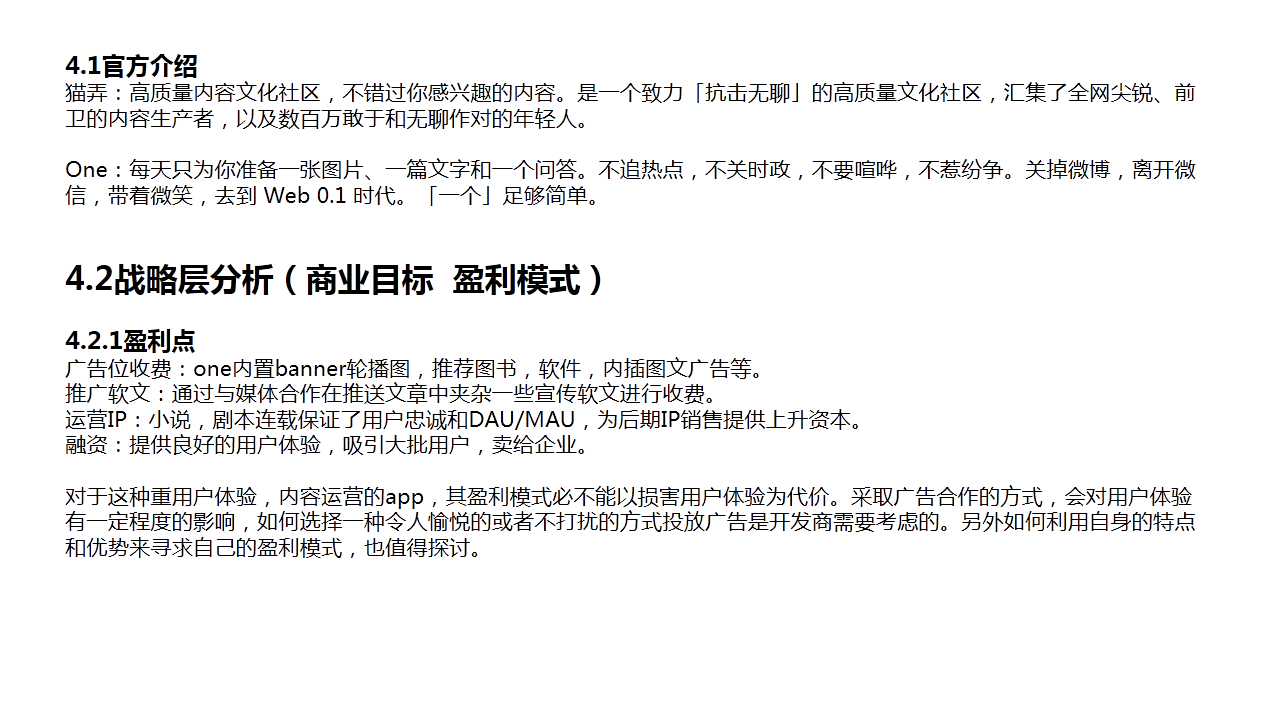 4.1官方介绍
猫弄：高质量内容文化社区，不错过你感兴趣的内容。是一个致力「抗击无聊」的高质量文化社区，汇集了全网尖锐、前
卫的内容生产者，以及数百万敢于和无聊作对的年轻人。
One：每天只为你准备一张图片、一篇文字和一个问答。不追热点，不关时政，不要喧哗，不惹纷争。关掉微博，离开微
信，带着微笑，去到 Web 0.1 时代。「一个」足够简单。
4.2战略层分析（商业目标  盈利模式）
4.2.1盈利点
广告位收费：one内置banner轮播图，推荐图书，软件，内插图文广告等。
推广软文：通过与媒体合作在推送文章中夹杂一些宣传软文进行收费。
运营IP：小说，剧本连载保证了用户忠诚和DAU/MAU，为后期IP销售提供上升资本。
融资：提供良好的用户体验，吸引大批用户，卖给企业。
对于这种重用户体验，内容运营的app，其盈利模式必不能以损害用户体验为代价。采取广告合作的方式，会对用户体验
有一定程度的影响，如何选择一种令人愉悦的或者不打扰的方式投放广告是开发商需要考虑的。另外如何利用自身的特点
和优势来寻求自己的盈利模式，也值得探讨。